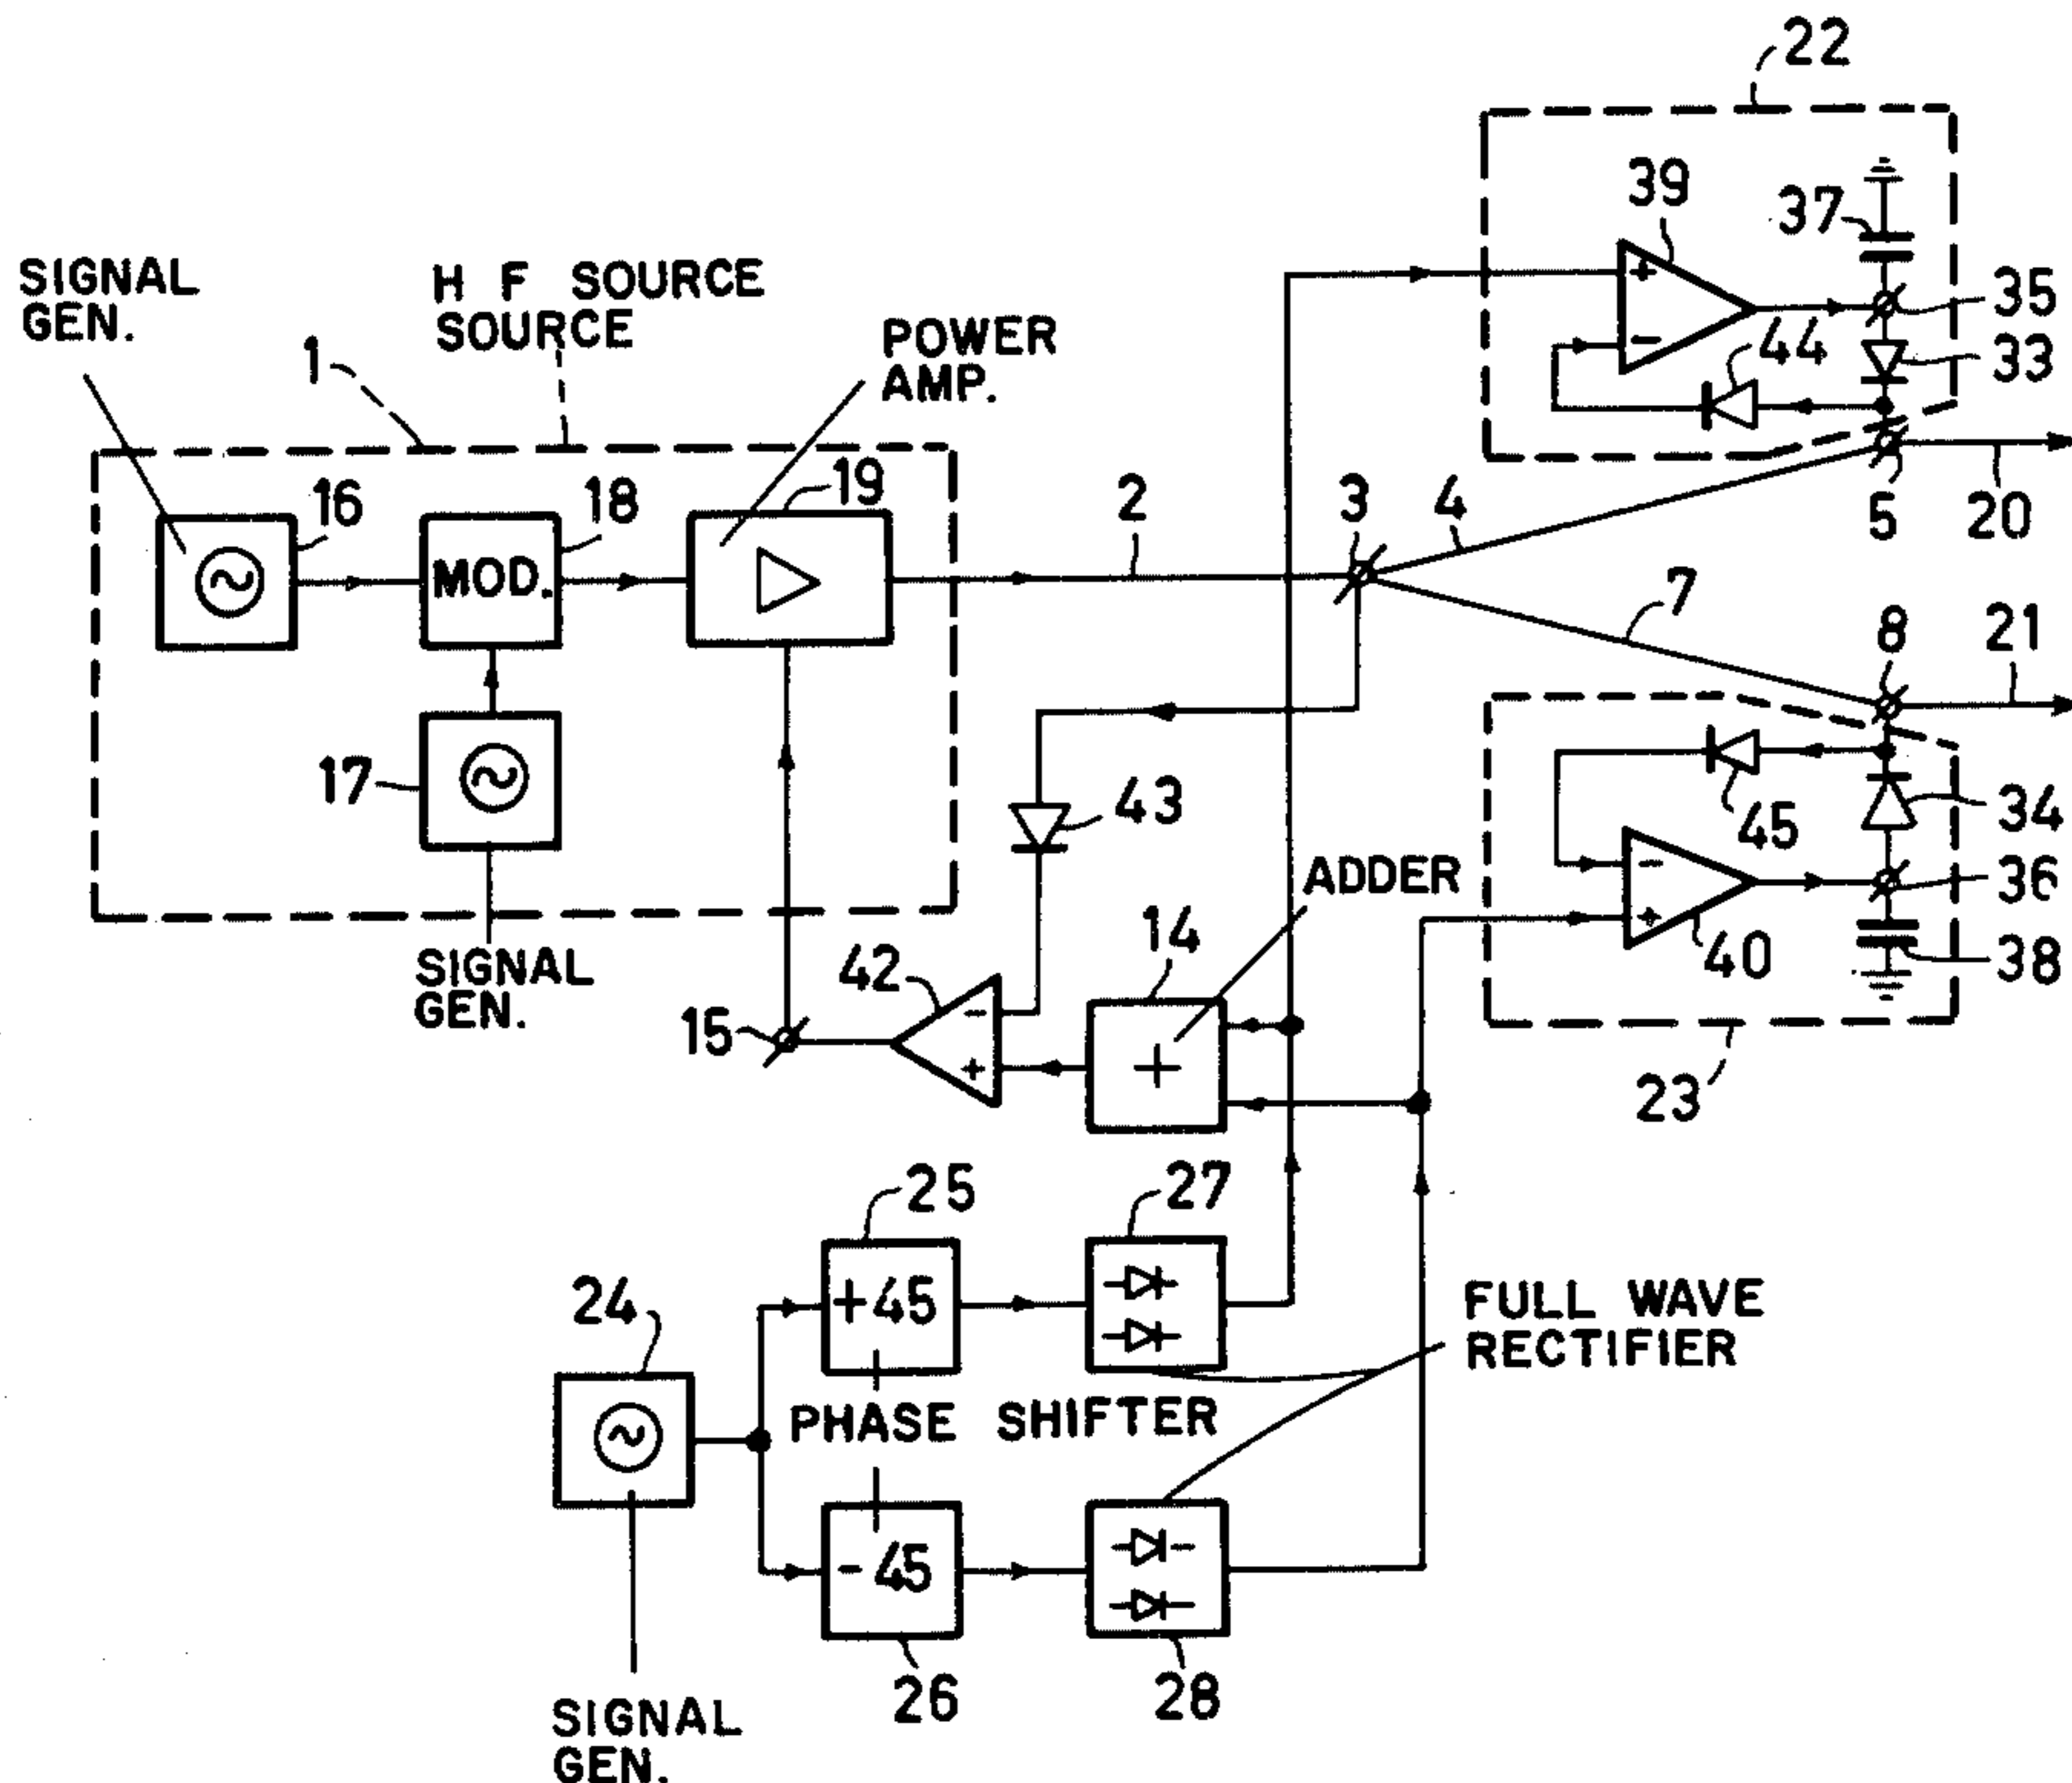 22
39
37
SIGNAL
GEN.
H F SOURCE
SOURCE
1
POWER
AMP.
+
-
44
35
33
16
18
19
2
3
4
5
20
MOD.
7
8
21
17
43
45
34
ADDER
-
+
40
36
38
SIGNAL
GEN.
42
14
15
-
+
+
23
25
27
24
+45
FULL WAVE
RECTIFIER
PHASE SHIFTER
-45
26
28
SIGNAL
GEN.